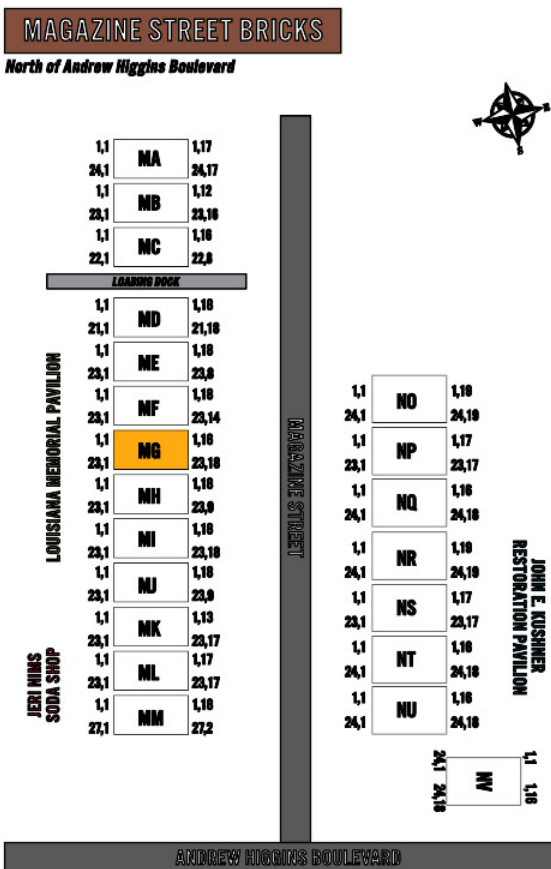 MAGAZINE STREET BRICKS
North of Andrew Higgins Boulevard
N
W
E
S
1,1 MA 1,17
24,1 24,17
1,1 MB 1,12
23,1 23,16
1,1 MC 1,16
22,1 22,8
LOADING DOCK
1,1 MD 1,18
21,1 21,18
1,1 ME 1,18
23,1 23,8
1,1 MF 1,18
23,1 23,14
1,1 MG 1,18
23,1 23,18
1,1 MH 1,18
23,1 23,9
1,1 MI 1,18
23,1 23,18
1,1 MJ 1,18
23,1 23,9
1,1 MK 1,13
23,1 23,17
1,1 ML 1,17
23,1 23,17
1,1 MM 1,18
27,1 27,2
LOUISIANA MEMORIAL PAVILION
JERI NIMS
SODA SHOP
MAGAZINE STREET
1,1 NO 1,19
24,1 24,19
1,1 NP 1,17
23,1 23,17
1,1 NQ 1,16
24,1 24,18
1,1 NR 1,19
24,1 24,19
1,1 NS 1,17
23,1 23,17
1,1 NT 1,16
24,1 24,18
1,1 NU 1,16
24,1 24,18
JOHN E. KUSHNER
RESTORATION PAVILION
24,1 NV 1,1
24,18 1,16
ANDREW HIGGINS BOULEVARD